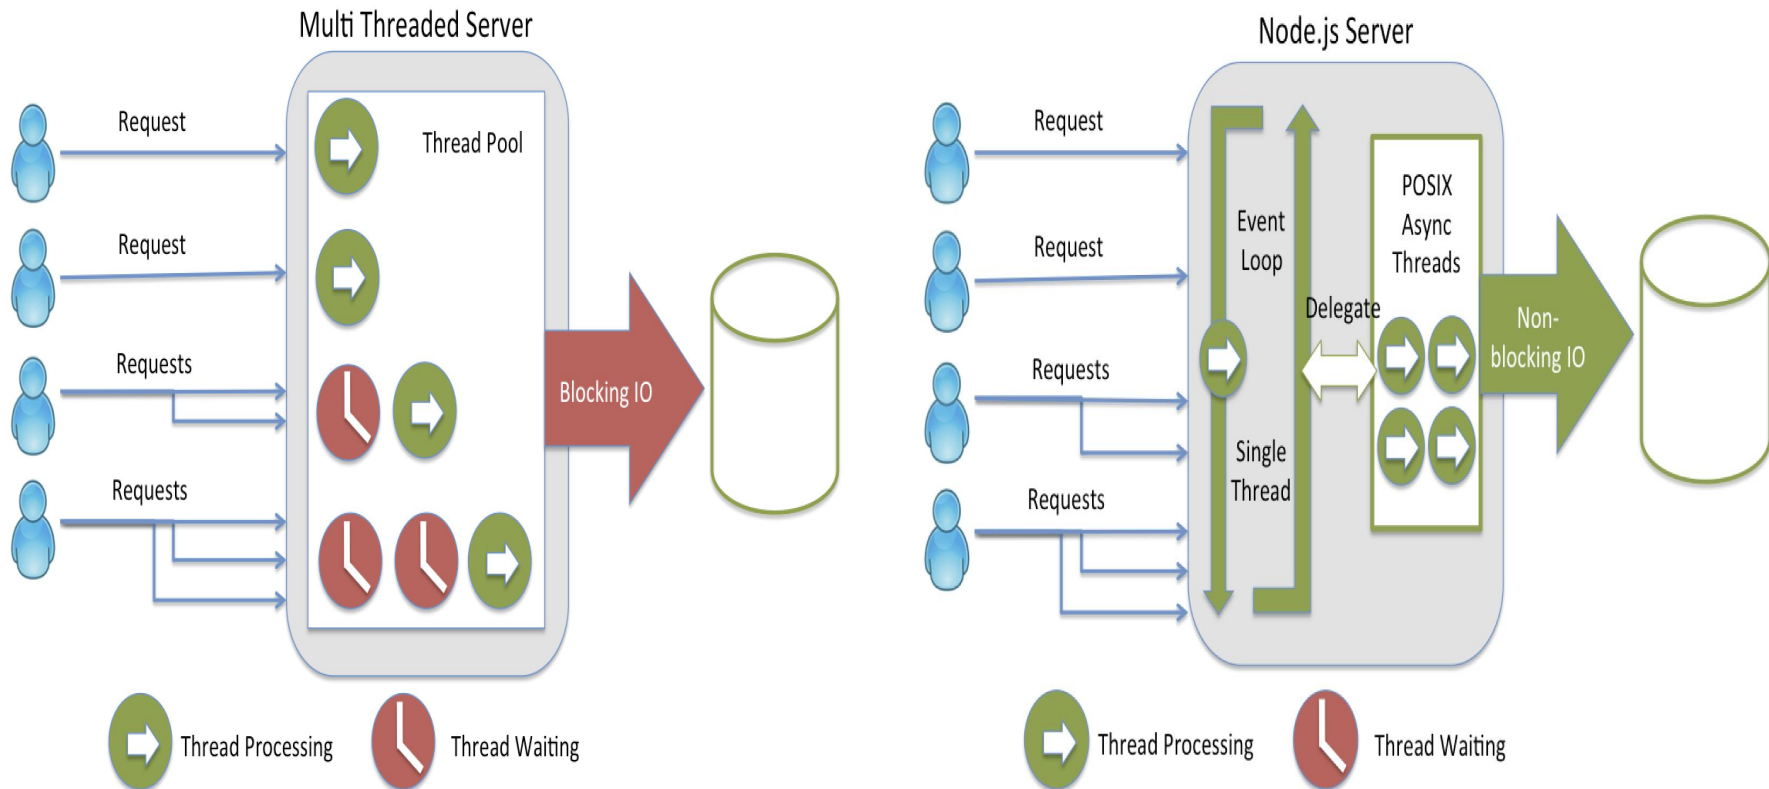 Multi Threaded Server
Request
Thread Pool
Request
Requests
Blocking IO
Requests
Thread Processing
Thread Waiting
Node.js Server
Request
POSIX
Async
Threads
Request
Event
Loop
Delegate
Non-
blocking IO
Requests
Single
Thread
Requests
Thread Processing
Thread Waiting